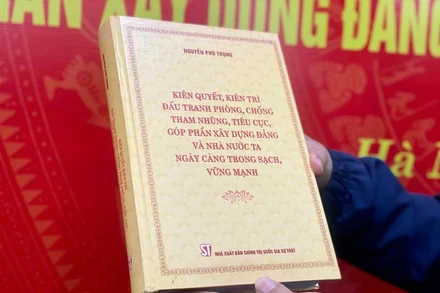 XÂY DỰNG ĐẢNG
NGUYỄN PHÚ TRỌNG
KIÊN QUYẾT, KIÊN TRÌ
ĐẤU TRANH PHÒNG, CHỐNG
THAM NHŨNG, TIÊU CỰC,
GÓP PHẦN XÂY DỰNG ĐẢNG
VÀ NHÀ NƯỚC TA
NGÀY CÀNG TRONG SẠCH,
VỮNG MẠNH
Hà
ST
NHÀ XUẤT BẢN CHÍNH TRỊ QUỐC GIA SỰ THẬT